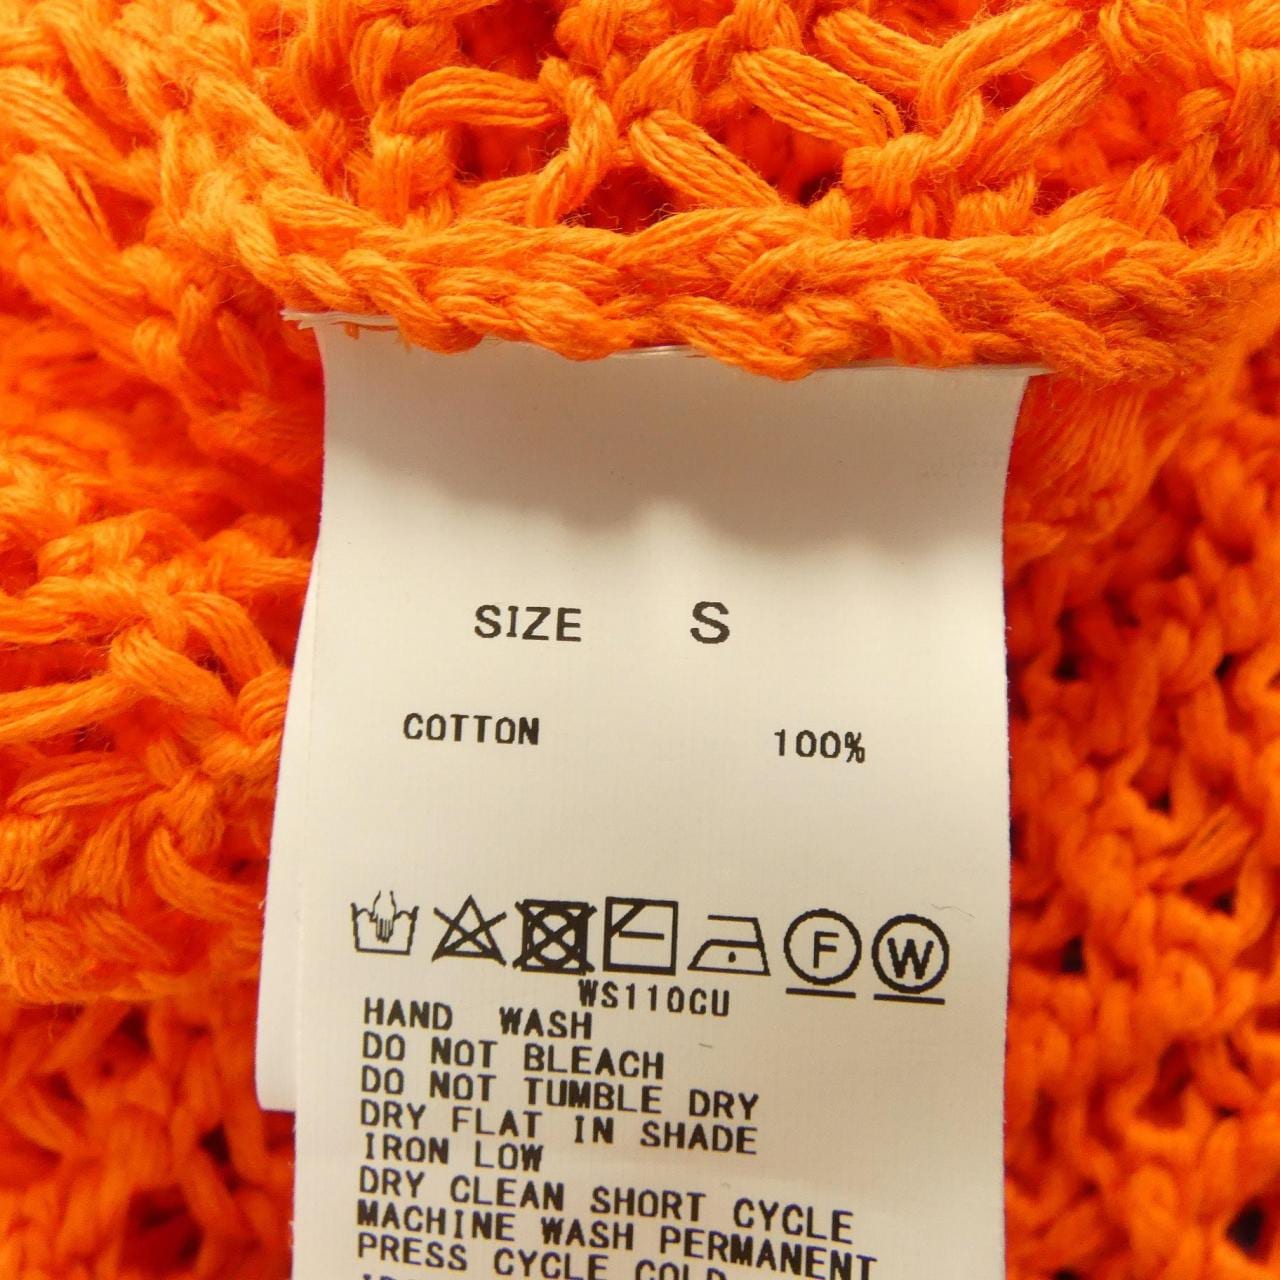 SIZE S
COTTON 100%
F W
WS110CU
HAND WASH
DO NOT BLEACH
DO NOT TUMBLE DRY
DRY FLAT IN SHADE
IRON LOW
DRY CLEAN SHORT CYCLE
MACHINE WASH PERMANENT
PRESS CYCLE COLD